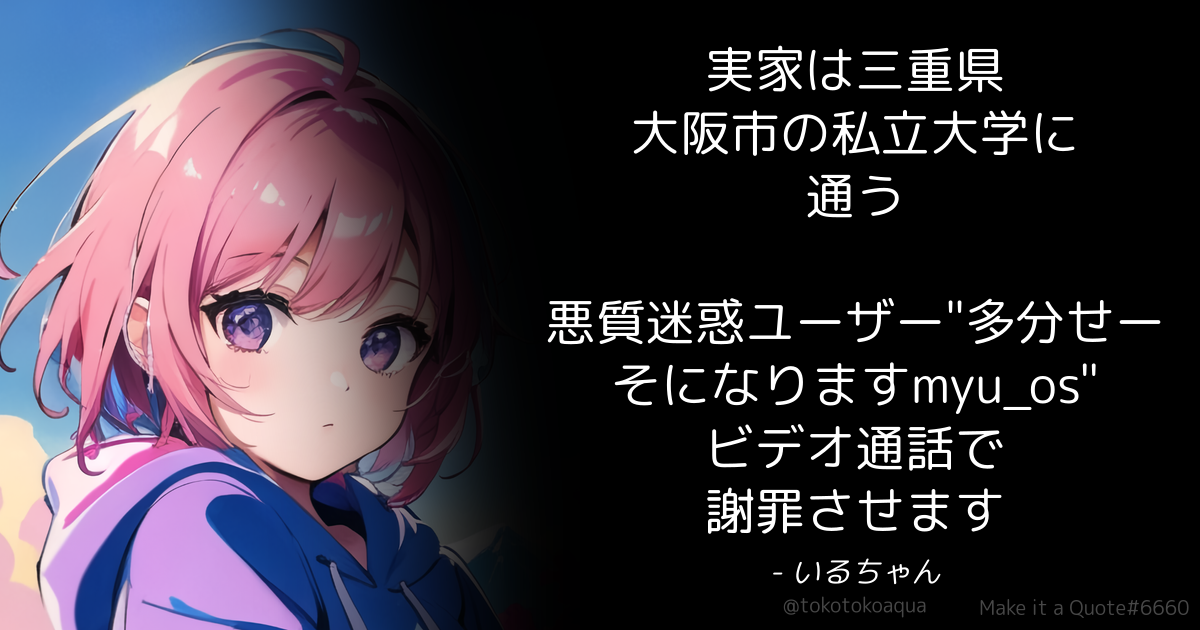 実家は三重県
大阪市の私立大学に
通う
悪質迷惑ユーザー"多分せー
そになりますmyu_os"
ビデオ通話で
謝罪させます
- いるちゃん
@tokotokoaqua
Make it a Quote#6660